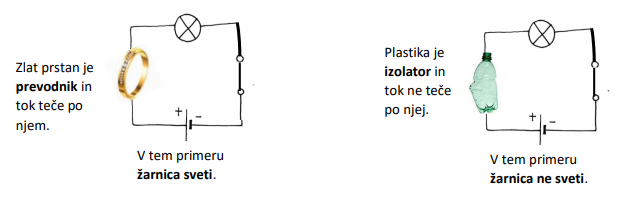 Zlat prstan je
prevodnik in
tok teče po
njem.
+ -
V tem primeru
žarnica sveti.
Plastika je
izolator in
tok ne teče
po njej.
+ -
V tem primeru
žarnica ne sveti.